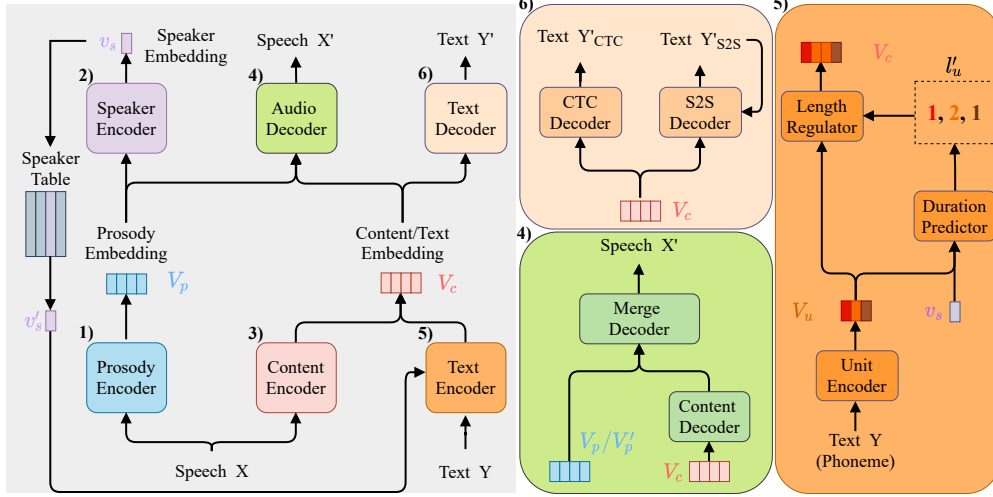 v_s
Speaker
Embedding
2)
Speaker
Encoder
Speech X'
4)
Audio
Decoder
Text Y'
6)
Text
Decoder
Speaker
Table
Prosody
Embedding
V_p
Content/Text
Embedding
V_c
v'_s
1)
Prosody
Encoder
3)
Content
Encoder
5)
Text
Encoder
Speech X
Text Y
6)
Text Y'CTC
Text Y'S2S
CTC
Decoder
S2S
Decoder
V_c
4)
Speech X'
Merge
Decoder
Content
Decoder
V_p/V'_p
V_c
5)
V_c
l'_u
Length
Regulator
1, 2, 1
Duration
Predictor
V_u
v_s
Unit
Encoder
Text Y
(Phoneme)